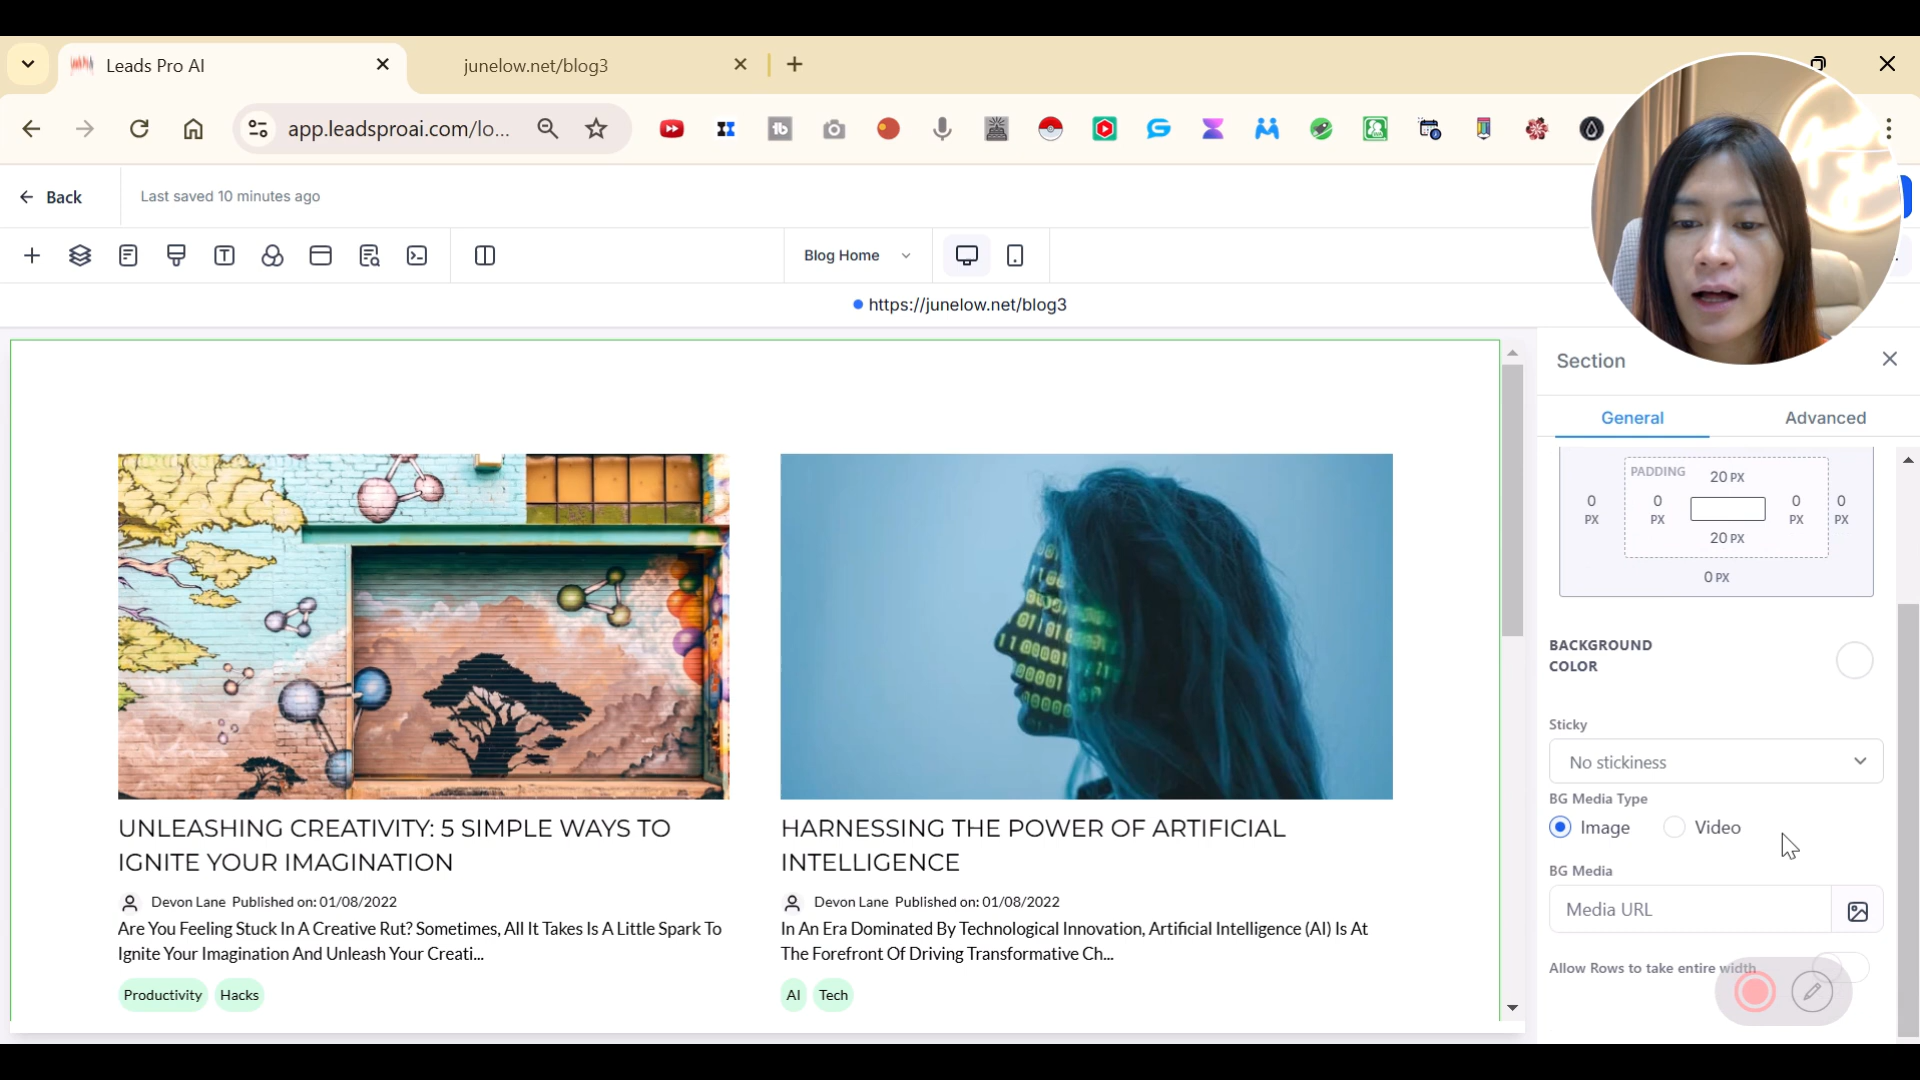 Leads Pro AI
junelow.net/blog3
app.leadsproai.com/lo...
Back
Last saved 10 minutes ago
Blog Home
https://junelow.net/blog3
Section
General
Advanced
PADDING
20 PX
0 PX
0 PX
0 PX
0 PX
20 PX
0 PX
BACKGROUND
COLOR
Sticky
No stickiness
BG Media Type
Image
Video
BG Media
Media URL
Allow Rows to take entire width
UNLEASHING CREATIVITY: 5 SIMPLE WAYS TO
IGNITE YOUR IMAGINATION
Devon Lane Published on: 01/08/2022
Are You Feeling Stuck In A Creative Rut? Sometimes, All It Takes Is A Little Spark To
Ignite Your Imagination And Unleash Your Creati...
Productivity Hacks
HARNESSING THE POWER OF ARTIFICIAL
INTELLIGENCE
Devon Lane Published on: 01/08/2022
In An Era Dominated By Technological Innovation, Artificial Intelligence (AI) Is At
The Forefront Of Driving Transformative Ch...
AI Tech